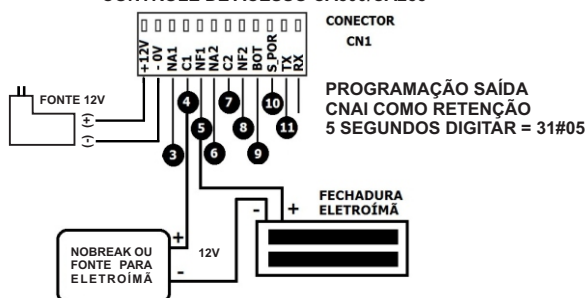 CONECTOR
CN1
+12V
- 0V
NA1
C1
NF1
NA2
C2
NF2
BOT
S_POR
TX
RX
FONTE 12V
(+)
(-)
4
7
10
5
8
11
3
6
9
PROGRAMAÇÃO SAÍDA
CNAI COMO RETENÇÃO
5 SEGUNDOS DIGITAR = 31#05
FECHADURA
ELETROÍMÃ
- +
+
12V
-
NOBREAK OU
FONTE PARA
ELETROÍMÃ